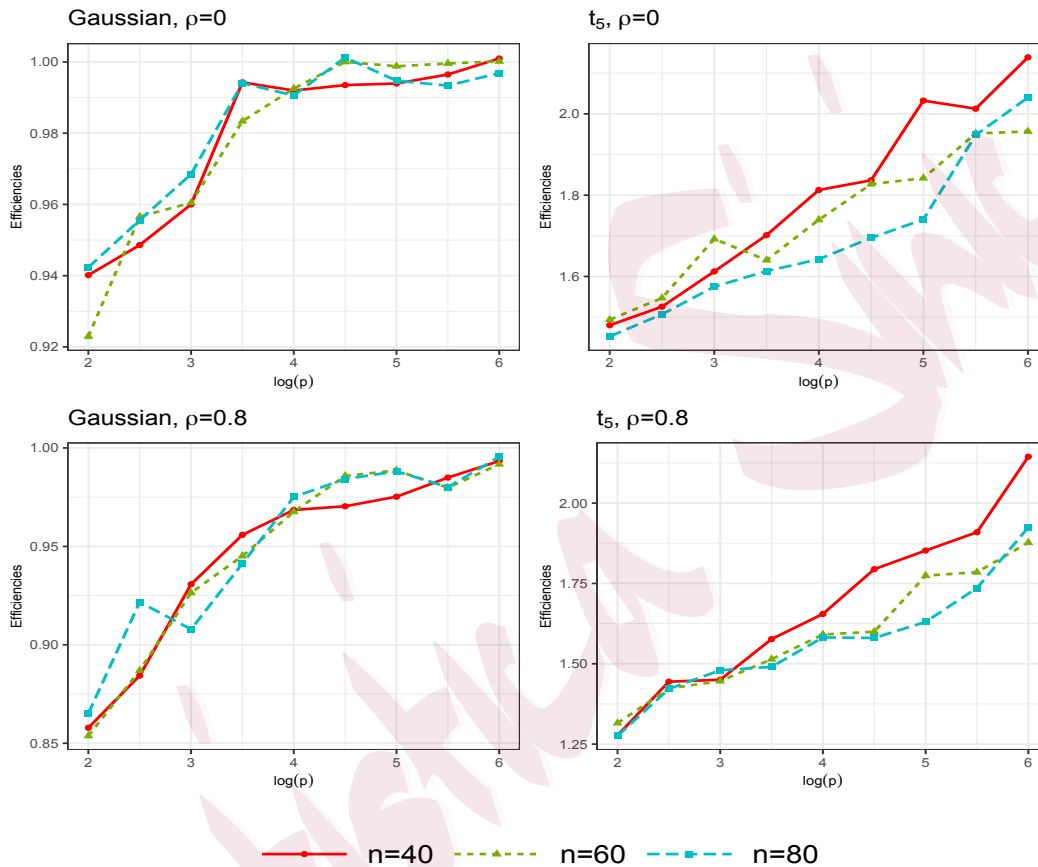 Gaussian, ρ=0
1.00
0.98
0.96
0.94
0.92
Efficiencies
2 3 4 5 6
log(p)
t5, ρ=0
2.0
1.8
1.6
Efficiencies
2 3 4 5 6
log(p)
Gaussian, ρ=0.8
1.00
0.95
0.90
0.85
Efficiencies
2 3 4 5 6
log(p)
t5, ρ=0.8
2.00
1.75
1.50
1.25
Efficiencies
2 3 4 5 6
log(p)
n=40 n=60 n=80